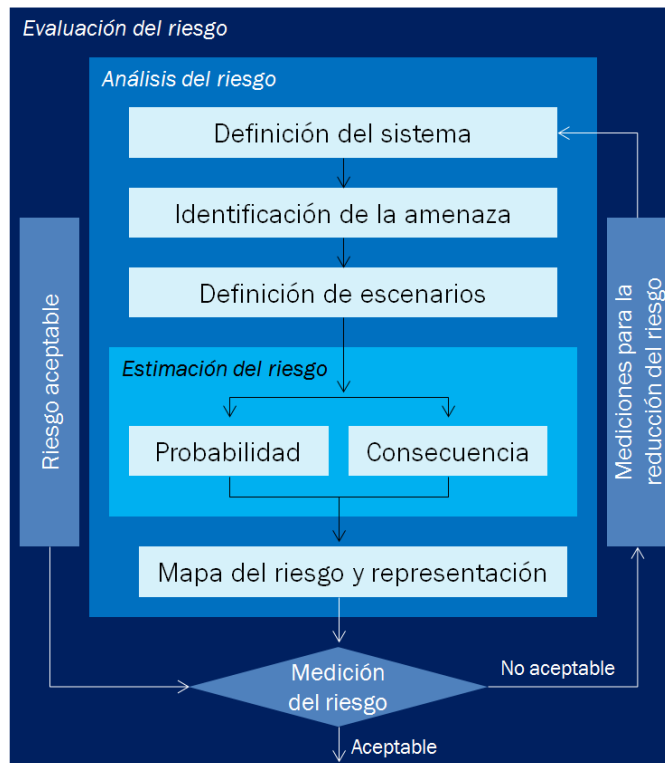 Evaluación del riesgo
Análisis del riesgo
Definición del sistema
Identificación de la amenaza
Definición de escenarios
Estimación del riesgo
Probabilidad
Consecuencia
Mapa del riesgo y representación
Riesgo aceptable
Mediciones para la
reducción del riesgo
Medición
del riesgo
No aceptable
Aceptable